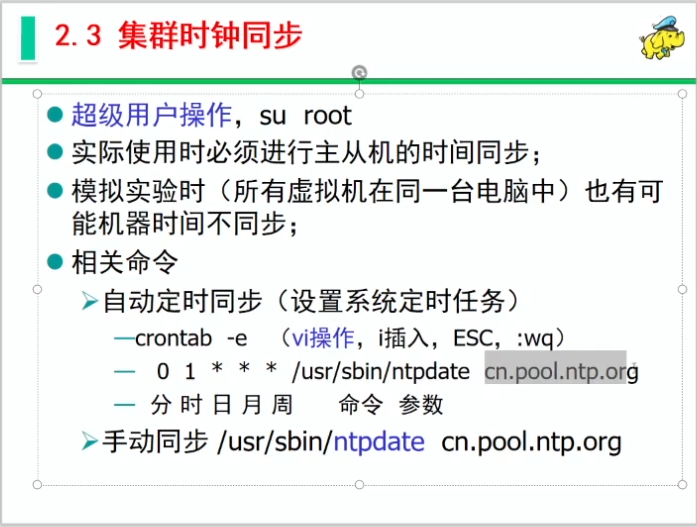 2.3 集群时钟同步
超级用户操作，su root
实际使用时必须进行主从机的时间同步；
模拟实验时（所有虚拟机在同一台电脑中）也有可
能机器时间不同步；
相关命令
自动定时同步（设置系统定时任务）
—crontab -e （vi操作，i插入，ESC，:wq）
— 0 1 * * * /usr/sbin/ntpdate cn.pool.ntp.org
— 分 时 日 月 周 命令 参数
手动同步 /usr/sbin/ntpdate cn.pool.ntp.org